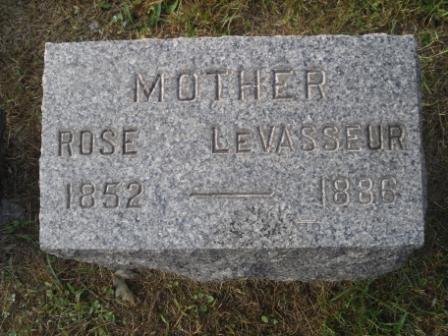 MOTHER
ROSE LEVASSEUR
1852 — 1886